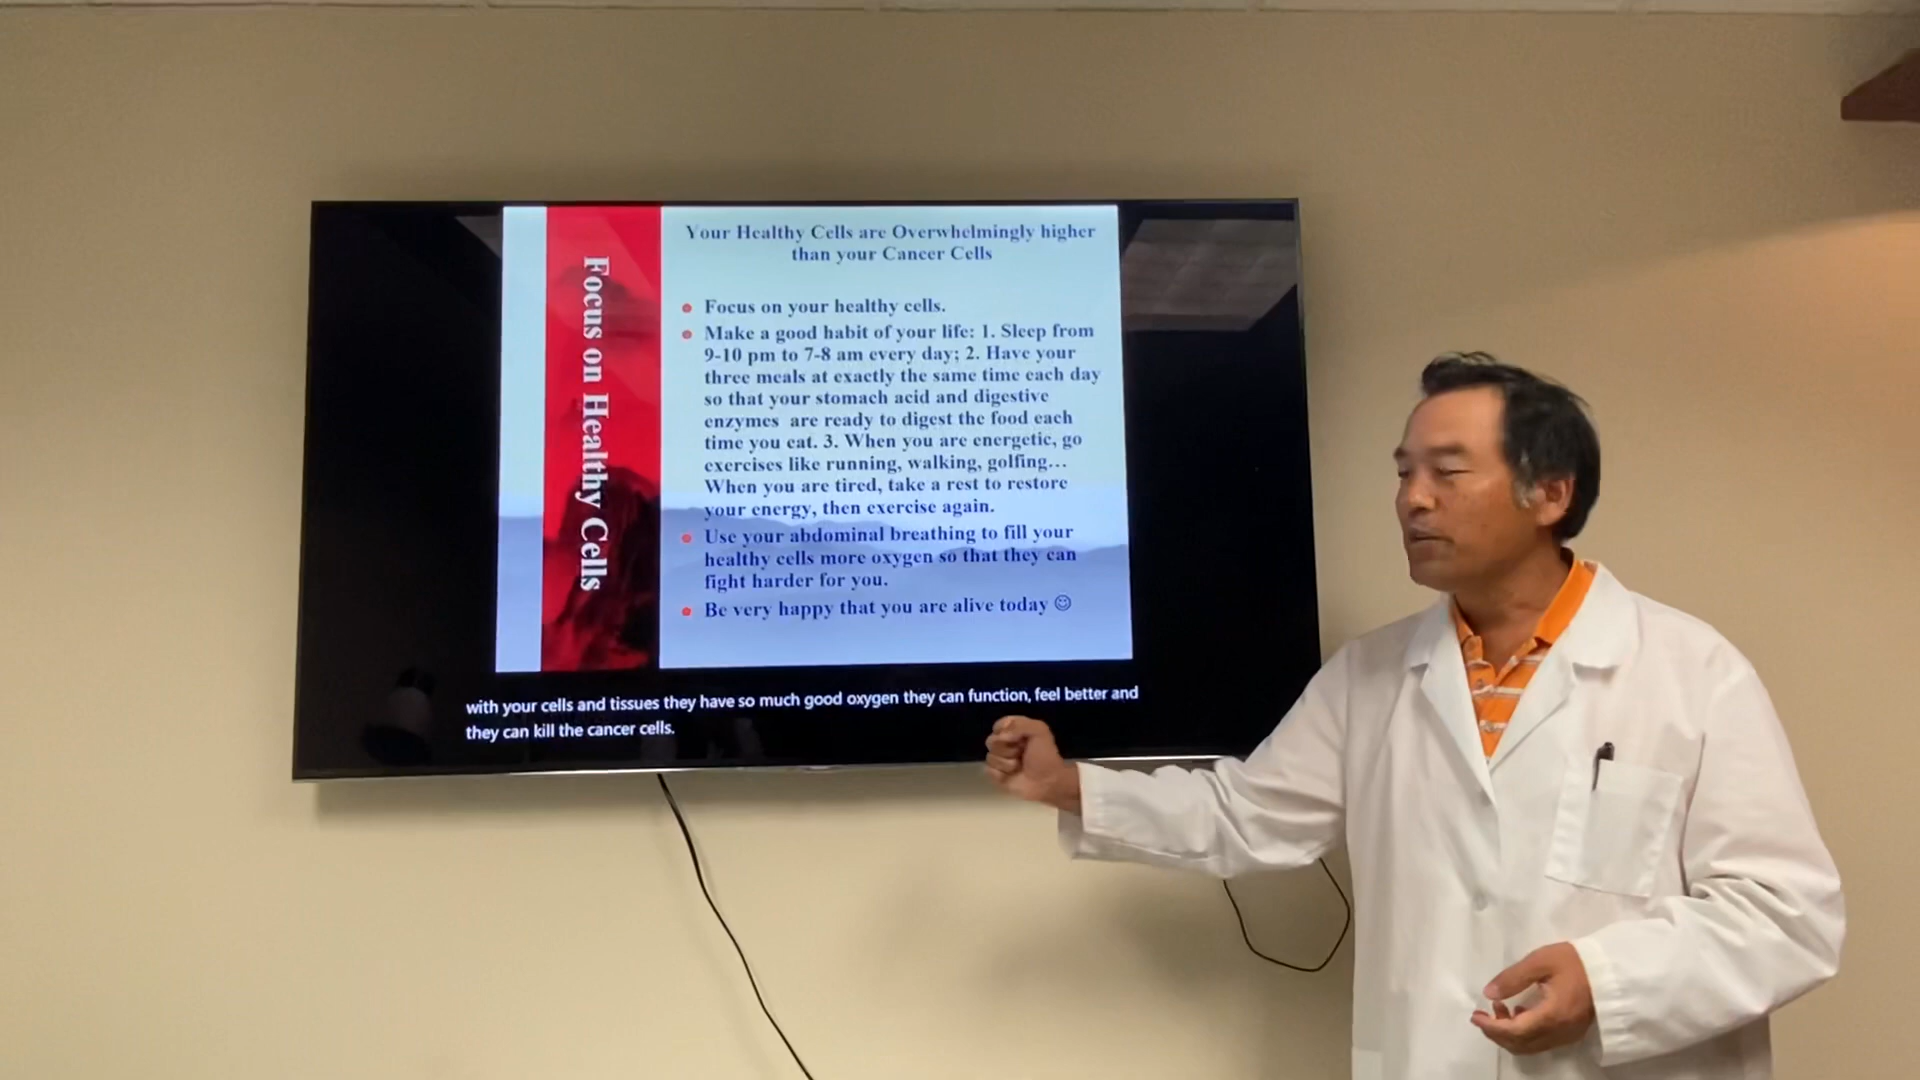 Focus on Healthy Cells
Your Healthy Cells are Overwhelmingly higher
than your Cancer Cells
Focus on your healthy cells.
Make a good habit of your life: 1. Sleep from
9-10 pm to 7-8 am every day; 2. Have your
three meals at exactly the same time each day
so that your stomach acid and digestive
enzymes are ready to digest the food each
time you eat. 3. When you are energetic, go
exercises like running, walking, golfing...
When you are tired, take a rest to restore
your energy, then exercise again.
Use your abdominal breathing to fill your
healthy cells more oxygen so that they can
fight harder for you.
Be very happy that you are alive today ☺
with your cells and tissues they have so much good oxygen they can function, feel better and
they can kill the cancer cells.